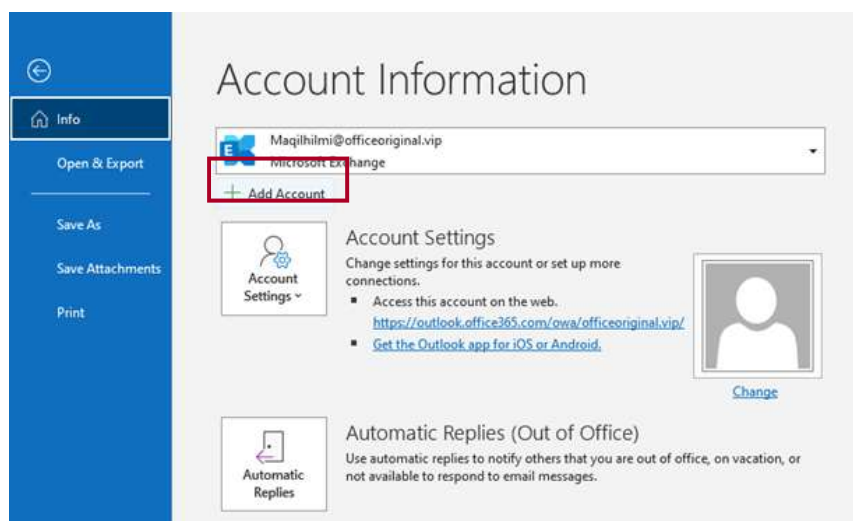 Account Information
Info
Open & Export
Save As
Save Attachments
Print
E
Maqilhilmi@officeoriginal.vip
Microsoft Exchange
Add Account
Account
Settings
Account Settings
Change settings for this account or set up more
connections.
Access this account on the web.
https://outlook.office365.com/owa/officeoriginal.vip/
Get the Outlook app for iOS or Android.
Change
Automatic
Replies
Automatic Replies (Out of Office)
Use automatic replies to notify others that you are out of office, on vacation, or
not available to respond to email messages.